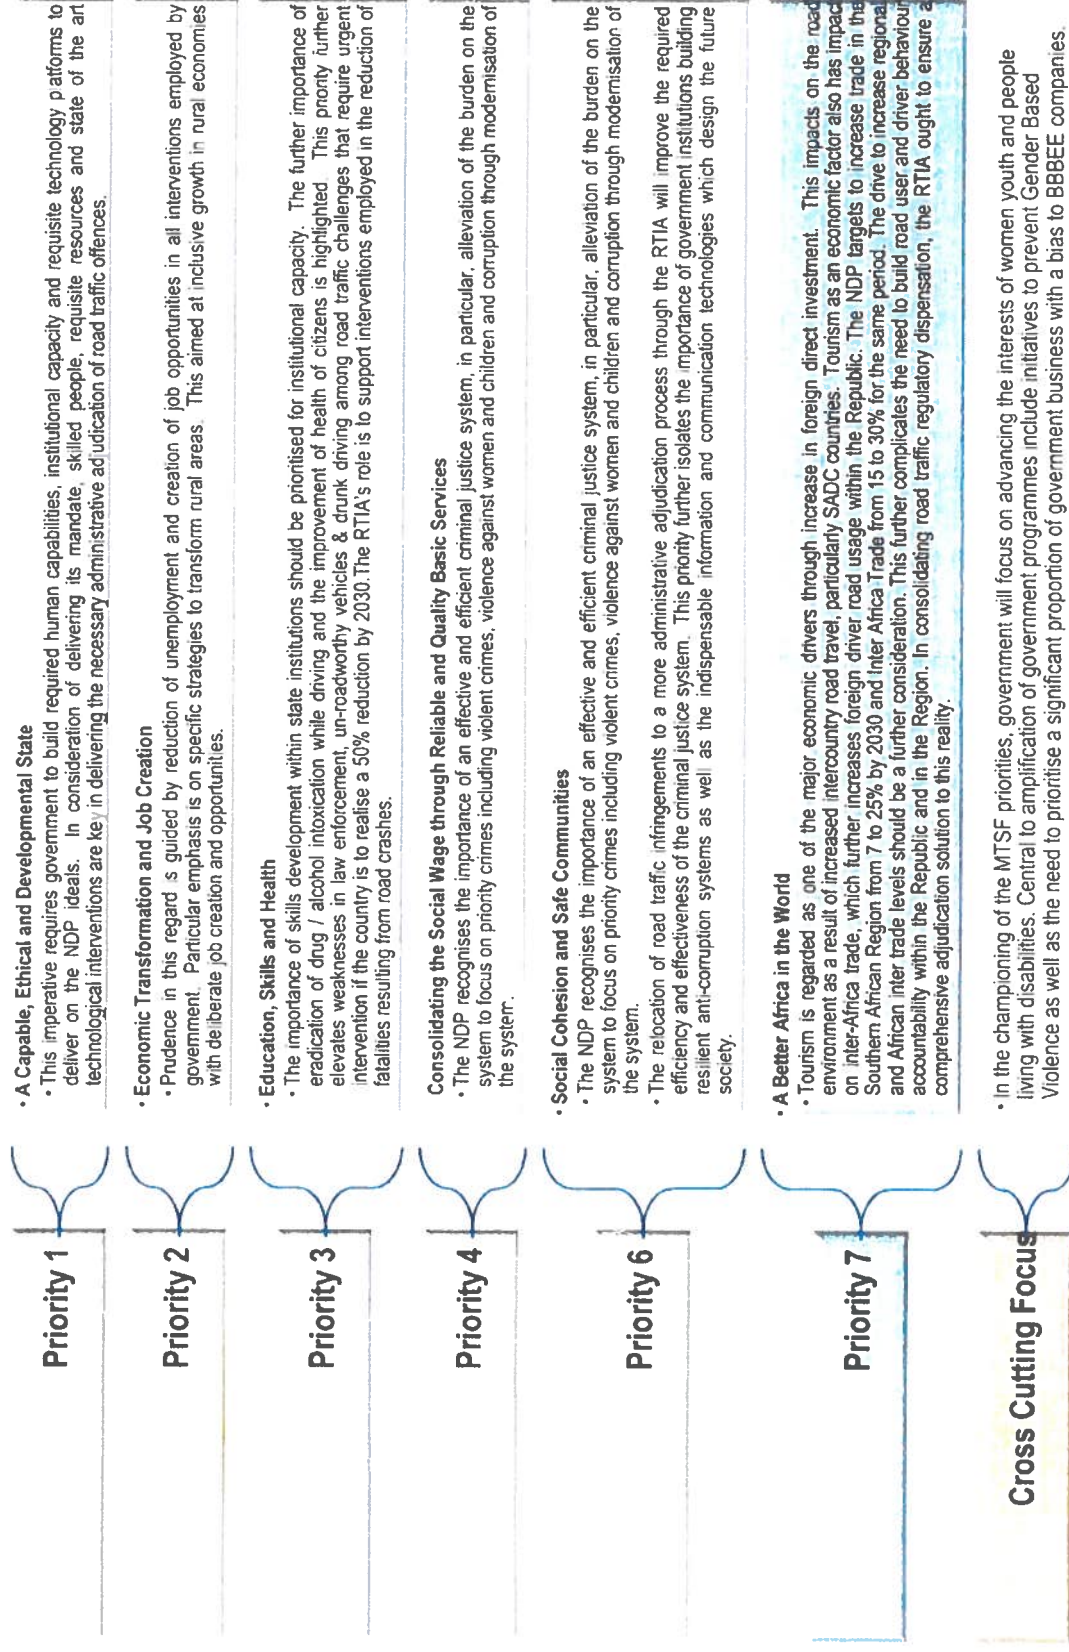 Priority 1
• A Capable, Ethical and Developmental State
• This imperative requires government to build required human capabilities, institutional capacity and requisite technology platforms to
deliver on the NDP ideals. In consideration of delivering its mandate, skilled people, requisite resources and state of the art
technological interventions are key in delivering the necessary administrative adjudication of road traffic offences.
Priority 2
• Economic Transformation and Job Creation
• Prudence in this regard is guided by reduction of unemployment and creation of job opportunities in all interventions employed by
government. Particular emphasis is on specific strategies to transform rural areas. This aimed at inclusive growth in rural economies
with deliberate job creation and opportunities.
Priority 3
• Education, Skills and Health
• The importance of skills development within state institutions should be prioritised for institutional capacity. The further importance of
eradication of drug / alcohol intoxication while driving and the improvement of health of citizens is highlighted. This priority further
elevates weaknesses in law enforcement, un-roadworthy vehicles & drunk driving among road traffic challenges that require urgent
intervention if the country is to realise a 50% reduction by 2030.The RTIA's role is to support interventions employed in the reduction of
fatalities resulting from road crashes.
Priority 4
Consolidating the Social Wage through Reliable and Quality Basic Services
• The NDP recognises the importance of an effective and efficient criminal justice system, in particular, alleviation of the burden on the
system to focus on priority crimes including violent crimes, violence against women and children and corruption through modernisation of
the system.
Priority 6
• Social Cohesion and Safe Communities
• The NDP recognises the importance of an effective and efficient criminal justice system, in particular, alleviation of the burden on the
system to focus on priority crimes including violent crimes, violence against women and children and corruption through modernisation of
the system.
• The relocation of road traffic infringements to a more administrative adjudication process through the RTIA will improve the required
efficiency and effectiveness of the criminal justice system. This priority further isolates the importance of government institutions building
resilient anti-corruption systems as well as the indispensable information and communication technologies which design the future
society.
Priority 7
• A Better Africa in the World
• Tourism is regarded as one of the major economic drivers through increase in foreign direct investment. This impacts on the road
environment as a result of increased intercountry road travel, particularly SADC countries. Tourism as an economic factor also has impact
on inter-Africa trade, which further increases foreign driver road usage within the Republic. The NDP targets to increase trade in the
Southern African Region from 7 to 25% by 2030 and Inter Africa Trade from 15 to 30% for the same period. The drive to increase regional
and African inter trade levels should be a further consideration. This further complicates the need to build road user and driver behaviour
accountability within the Republic and in the Region. In consolidating road traffic regulatory dispensation, the RTIA ought to ensure a
comprehensive adjudication solution to this reality.
Cross Cutting Focus
• In the championing of the MTSF priorities, government will focus on advancing the interests of women youth and people
living with disabilities. Central to amplification of government programmes include initiatives to prevent Gender Based
Violence as well as the need to prioritise a significant proportion of government business with a bias to BBBEE companies.